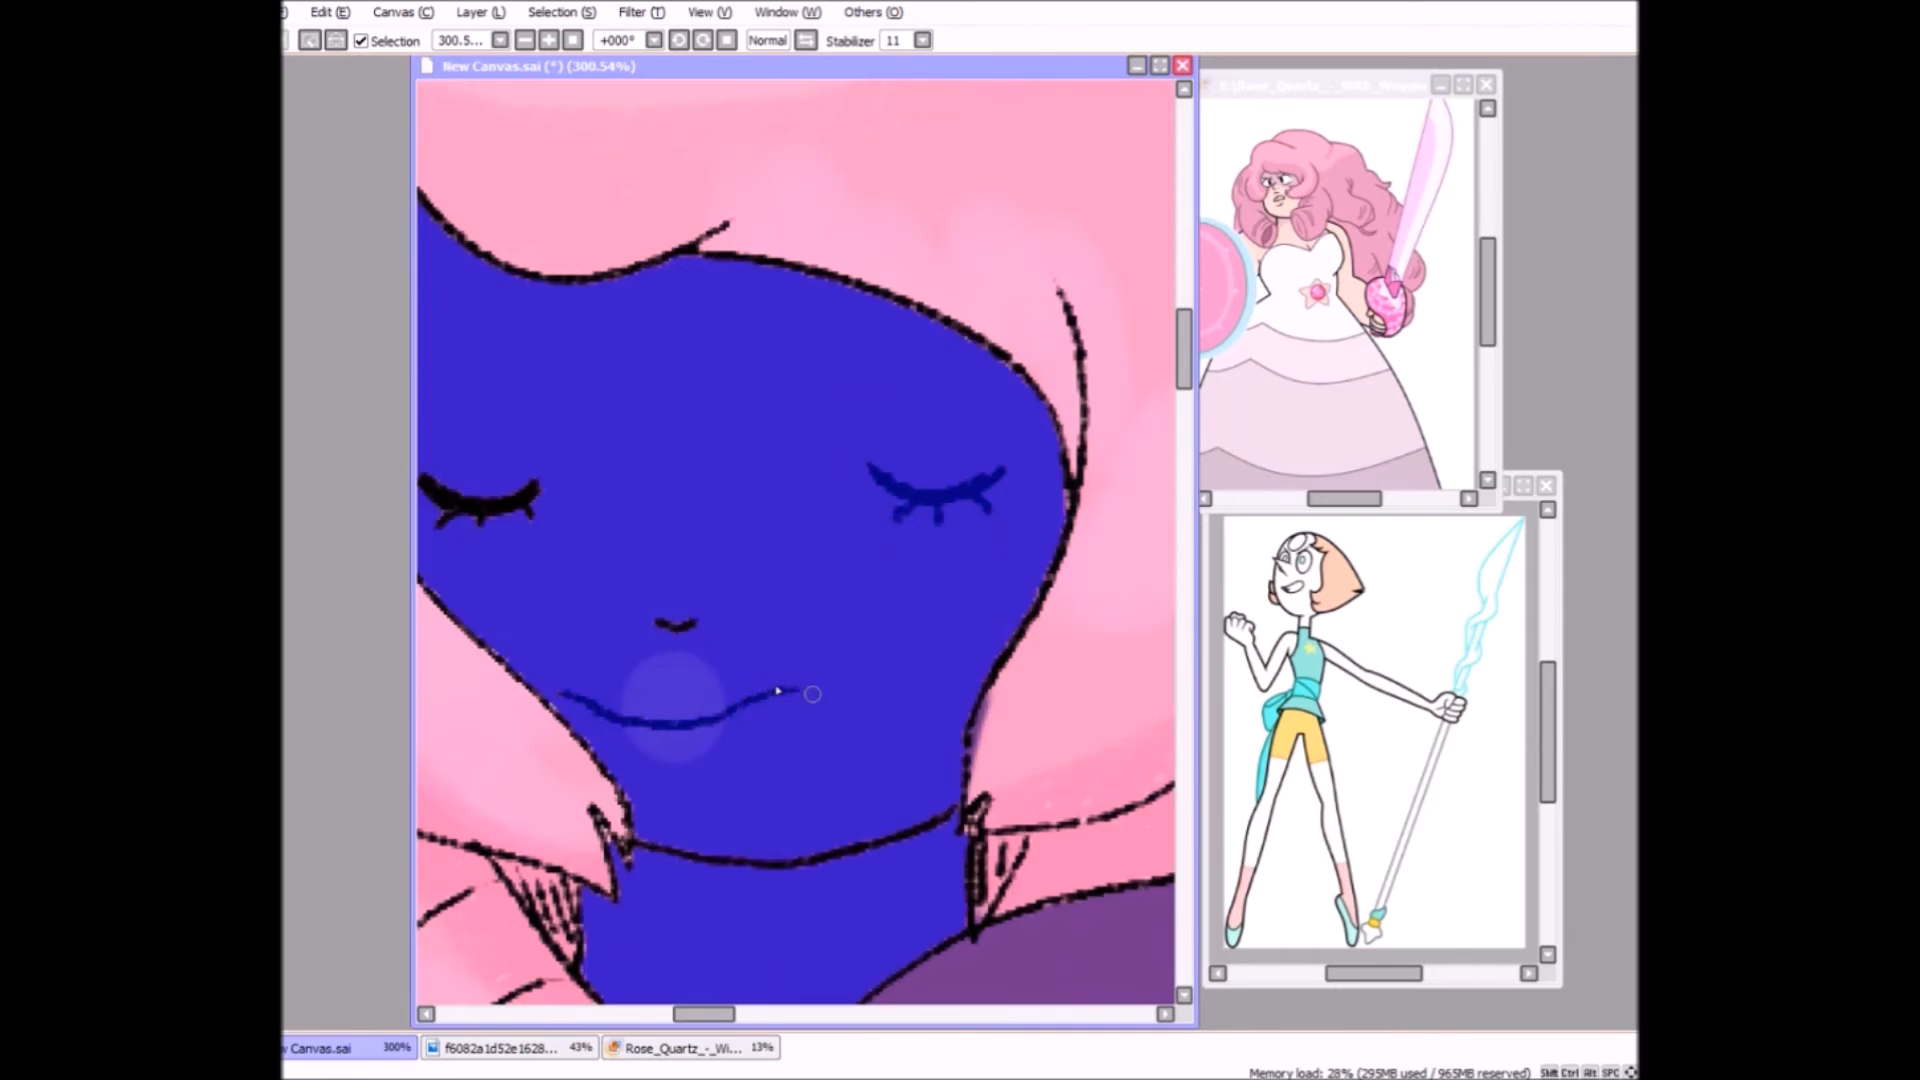 Edit (E) Canvas (C) Layer (L) Selection (S) Filter (T) View (V) Window (W) Others (O)
Selection 300.5... +000° Normal Stabilizer 11
New Canvas.sai (*) (300.54%)
Canvas.sai 300% f6082a1d52e1628... 43% Rose_Quartz_-_Wi... 13%
Memory load: 28% (295MB used / 965MB reserved) Shift Ctrl Alt SPC